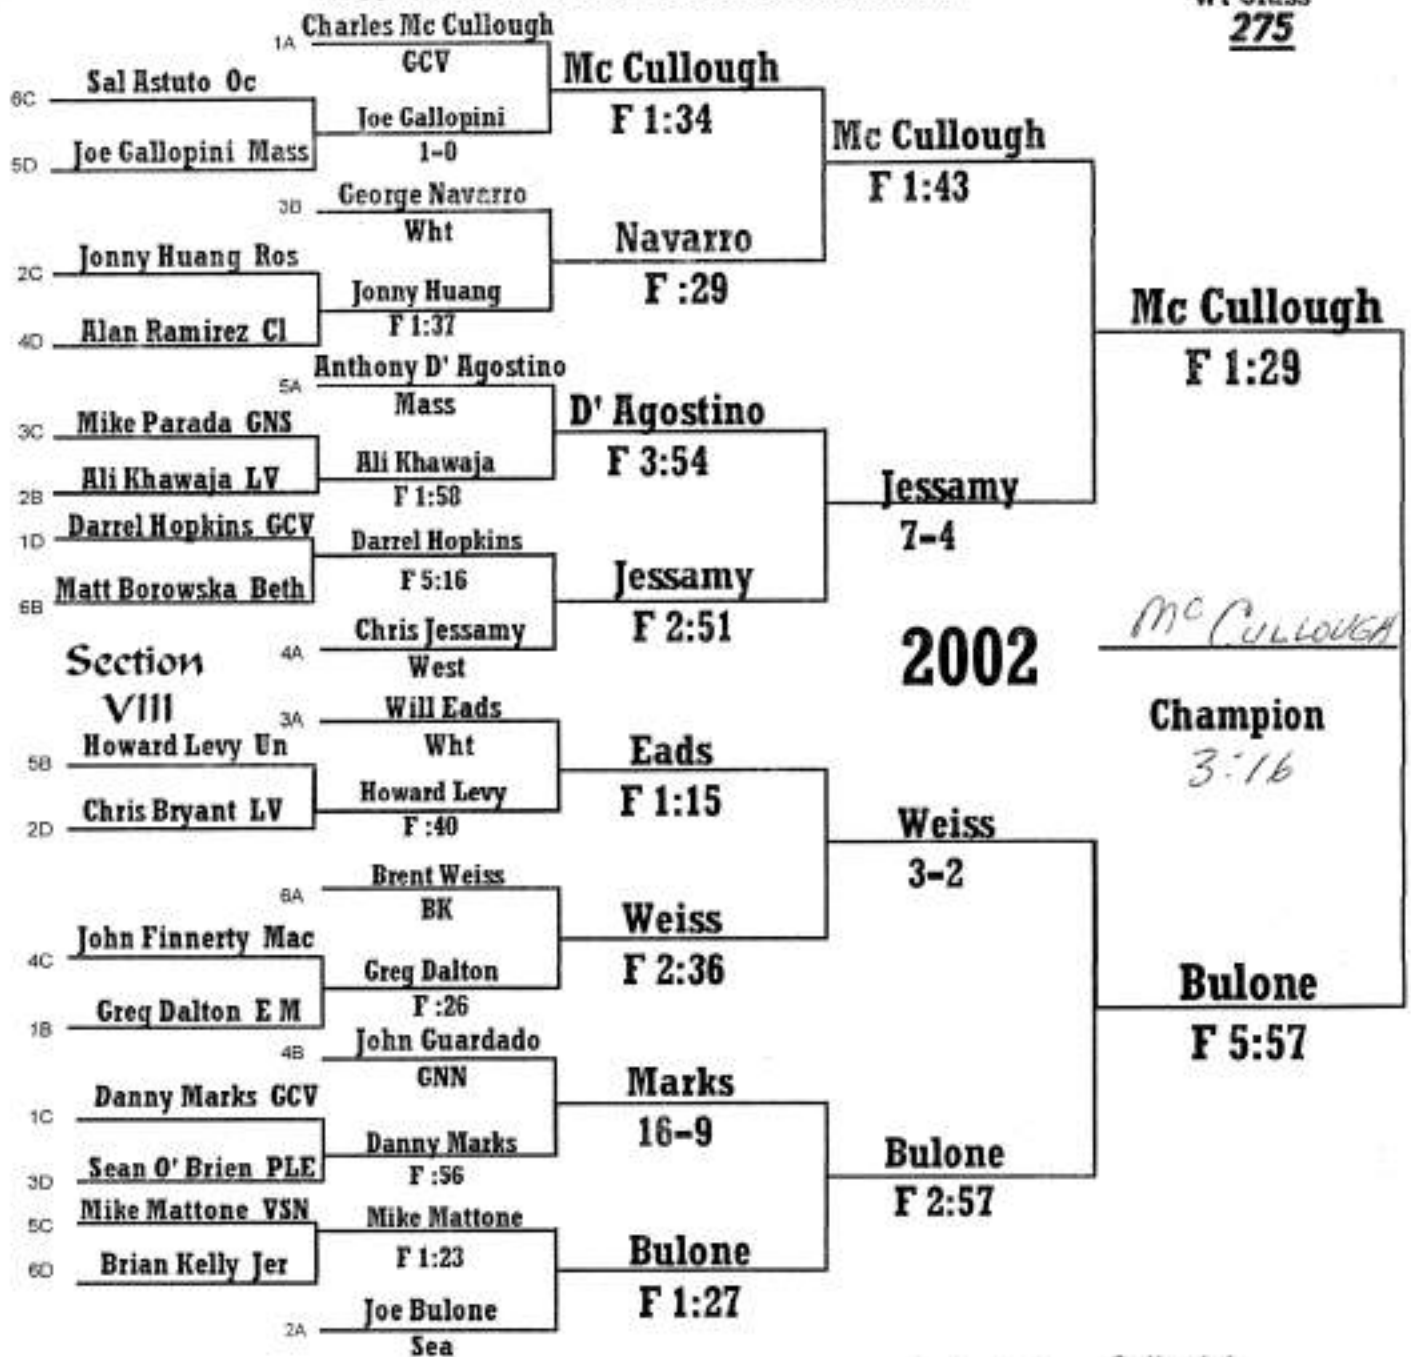 275
1A Charles Mc Cullough
GCV
6C Sal Astuto Oc
Joe Gallopini
1-0
5D Joe Gallopini Mass
Mc Cullough
F 1:34
3B George Navarro
Wht
2C Jonny Huang Ros
Jonny Huang
F 1:37
4D Alan Ramirez Cl
Navarro
F :29
Mc Cullough
F 1:43
5A Anthony D' Agostino
Mass
3C Mike Parada GNS
Ali Khawaja
F 1:58
2B Ali Khawaja LV
D' Agostino
F 3:54
1D Darrel Hopkins GCV
Darrel Hopkins
F 5:16
6B Matt Borowska Beth
4A Chris Jessamy
West
Jessamy
F 2:51
Jessamy
7-4
Mc Cullough
F 1:29
Section
VIII
2002
Mc Cullough
Champion
3:16
3A Will Eads
Wht
5B Howard Levy Un
Howard Levy
F :40
2D Chris Bryant LV
Eads
F 1:15
6A Brent Weiss
BK
4C John Finnerty Mac
Greg Dalton
F :26
1B Greg Dalton E M
Weiss
F 2:36
Weiss
3-2
4B John Guardado
GNN
1C Danny Marks GCV
Danny Marks
F :56
3D Sean O' Brien PLE
Marks
16-9
5C Mike Mattone VSN
Mike Mattone
F 1:23
6D Brian Kelly Jer
2A Joe Bulone
Sea
Bulone
F 1:27
Bulone
F 2:57
Bulone
F 5:57